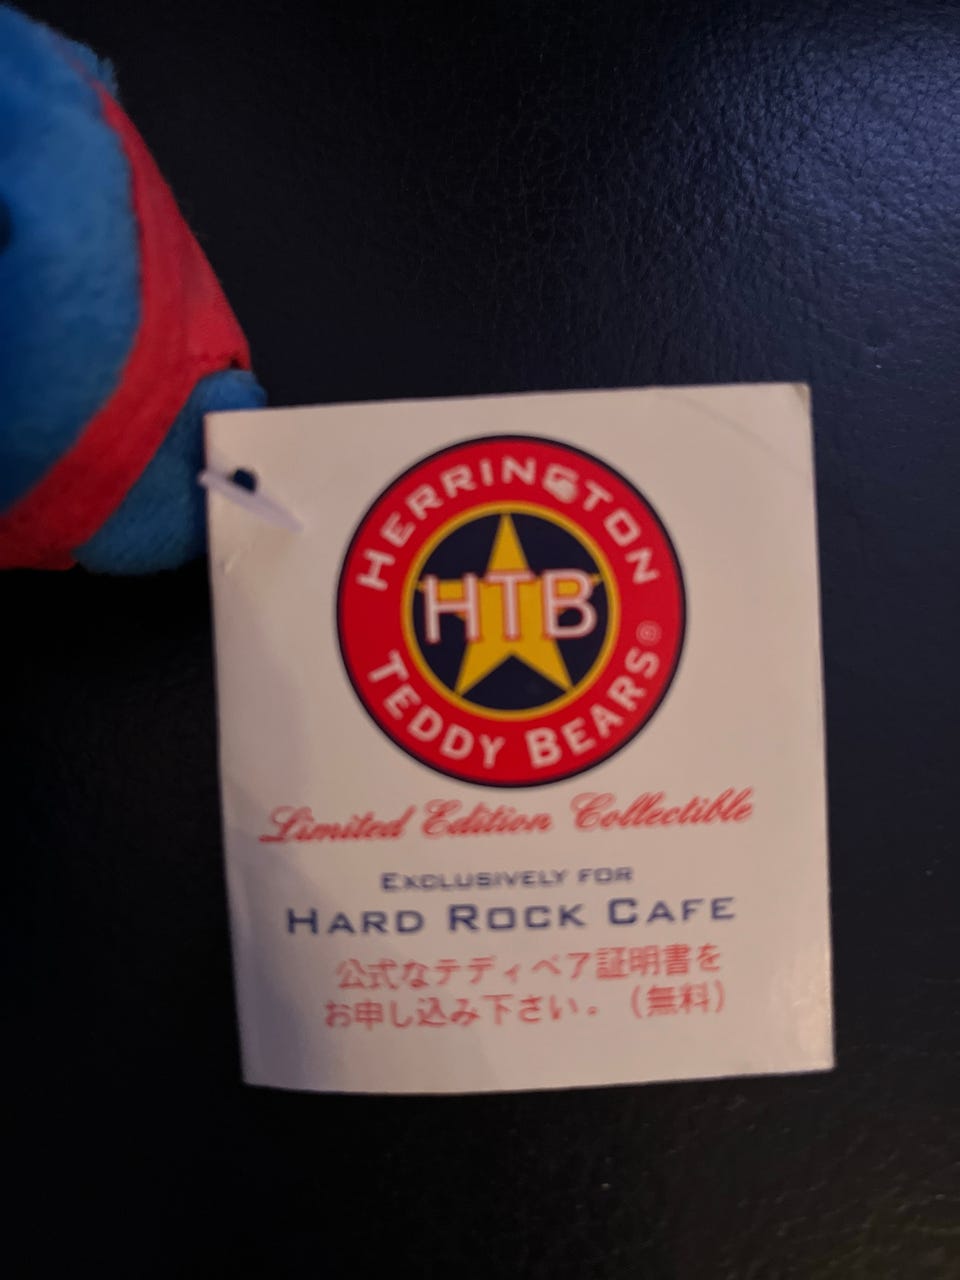 HERRINGTON
HTB
TEDDY BEARS©
Limited Edition Collectible
EXCLUSIVELY FOR
HARD ROCK CAFE
公式なテディベア証明書を
お申し込み下さい。(無料)